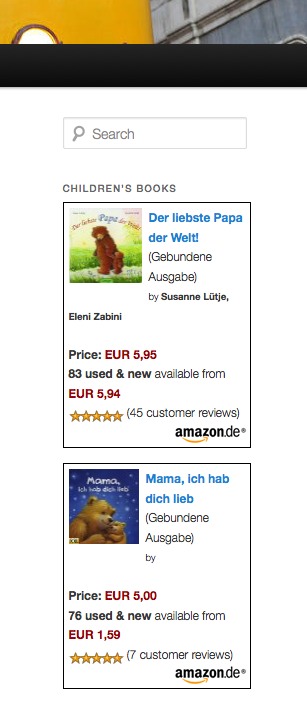 Search
CHILDREN'S BOOKS
Der liebste Papa der Welt!
Der liebste Papa
der Welt!
(Gebundene
Ausgabe)
by Susanne Lütje,
Eleni Zabini
Price: EUR 5,95
83 used & new available from
EUR 5,94
(45 customer reviews)
amazon.de®
Mama,
ich hab dich lieb
Mama, ich hab
dich lieb
(Gebundene
Ausgabe)
by
Price: EUR 5,00
76 used & new available from
EUR 1,59
(7 customer reviews)
amazon.de®